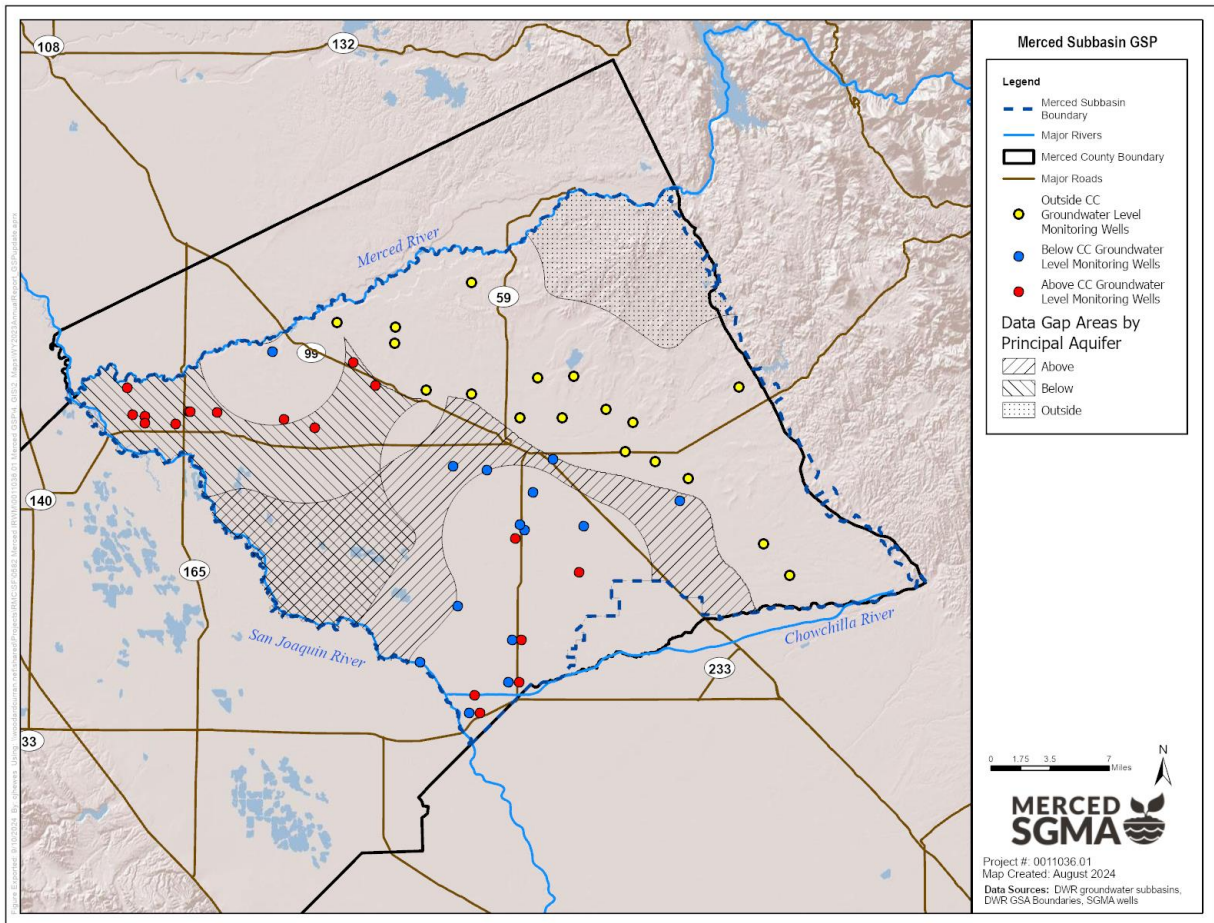 108
132
Merced River
59
99
140
165
San Joaquin River
Chowchilla River
233
33
Merced Subbasin GSP
Legend
Merced Subbasin
Boundary
Major Rivers
Merced County Boundary
Major Roads
Outside CC
Groundwater Level
Monitoring Wells
Below CC Groundwater
Level Monitoring Wells
Above CC Groundwater
Level Monitoring Wells
Data Gap Areas by
Principal Aquifer
Above
Below
Outside
N
0 1.75 3.5 7
Miles
MERCED
SGMA
Project #: 0011036.01
Map Created: August 2024
Data Sources: DWR groundwater subbasins,
DWR GSA Boundaries, SGMA wells